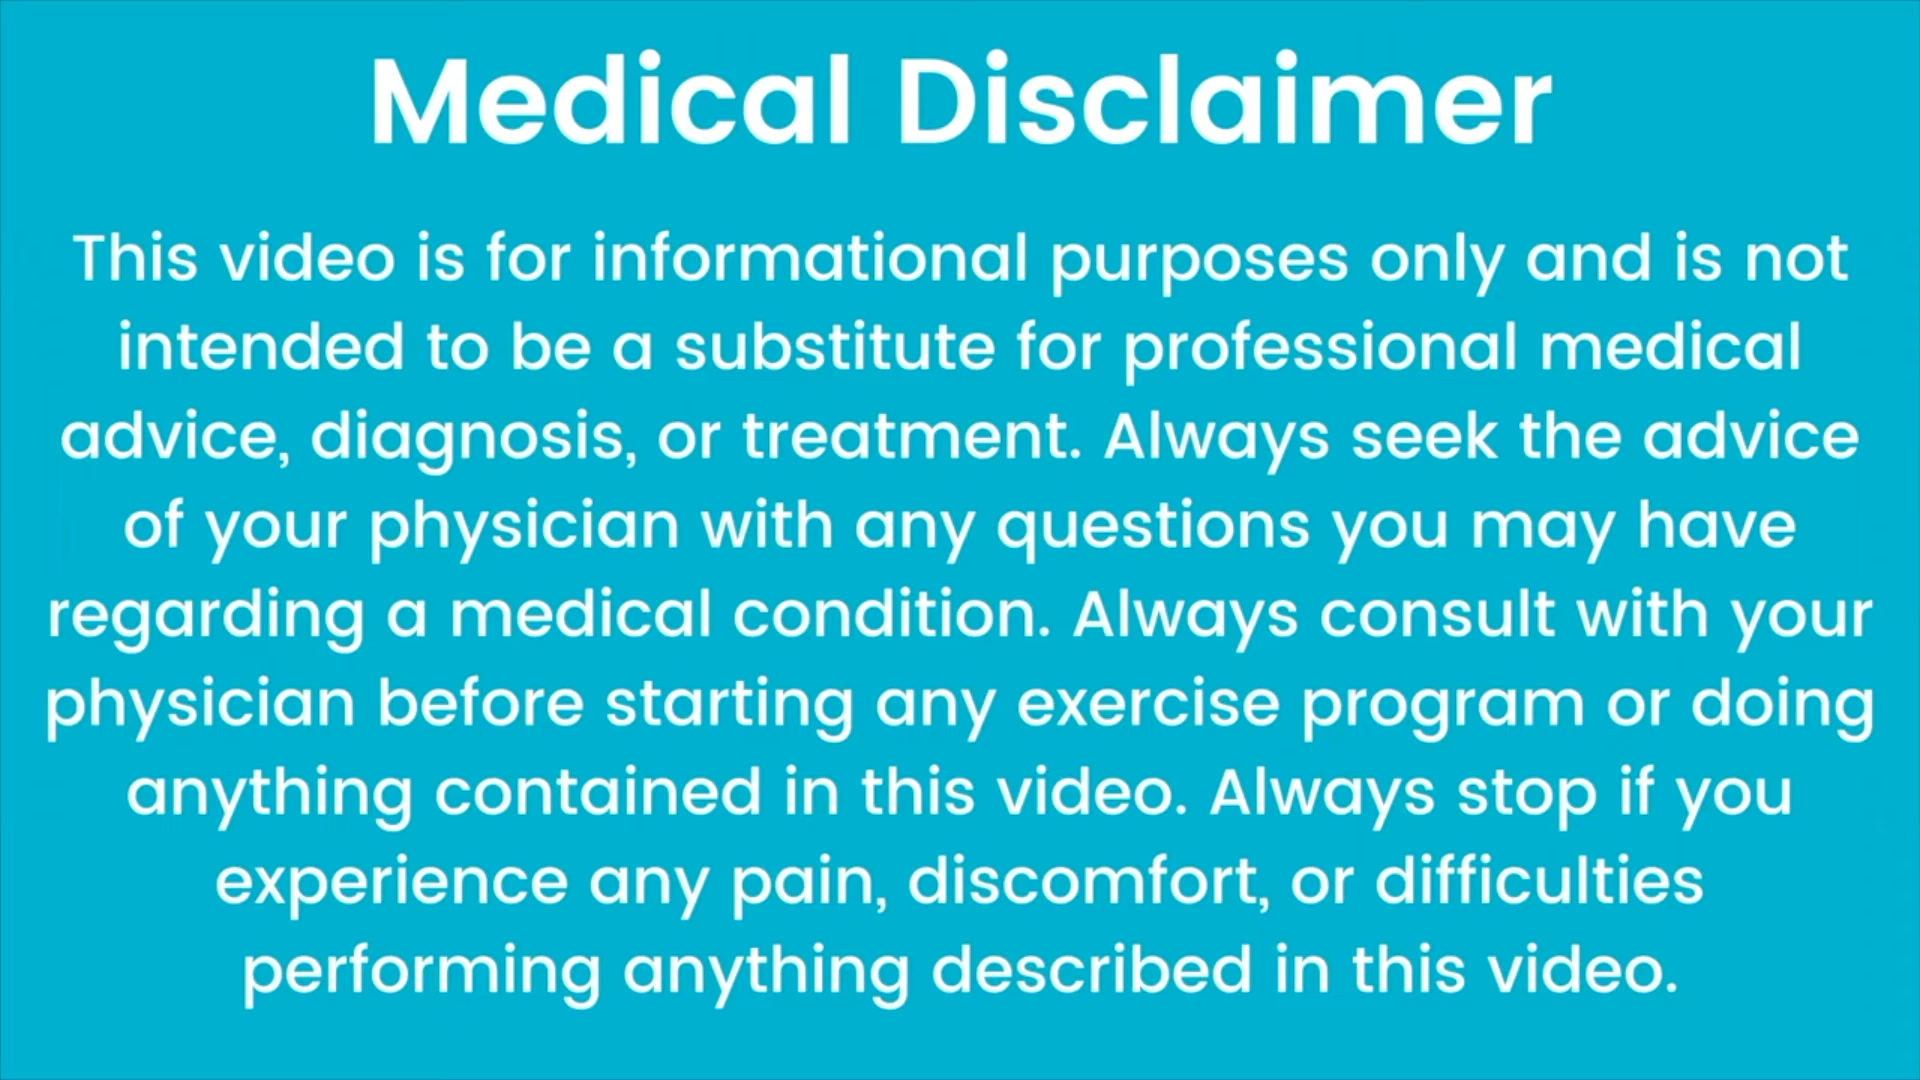 Medical Disclaimer
This video is for informational purposes only and is not
intended to be a substitute for professional medical
advice, diagnosis, or treatment. Always seek the advice
of your physician with any questions you may have
regarding a medical condition. Always consult with your
physician before starting any exercise program or doing
anything contained in this video. Always stop if you
experience any pain, discomfort, or difficulties
performing anything described in this video.